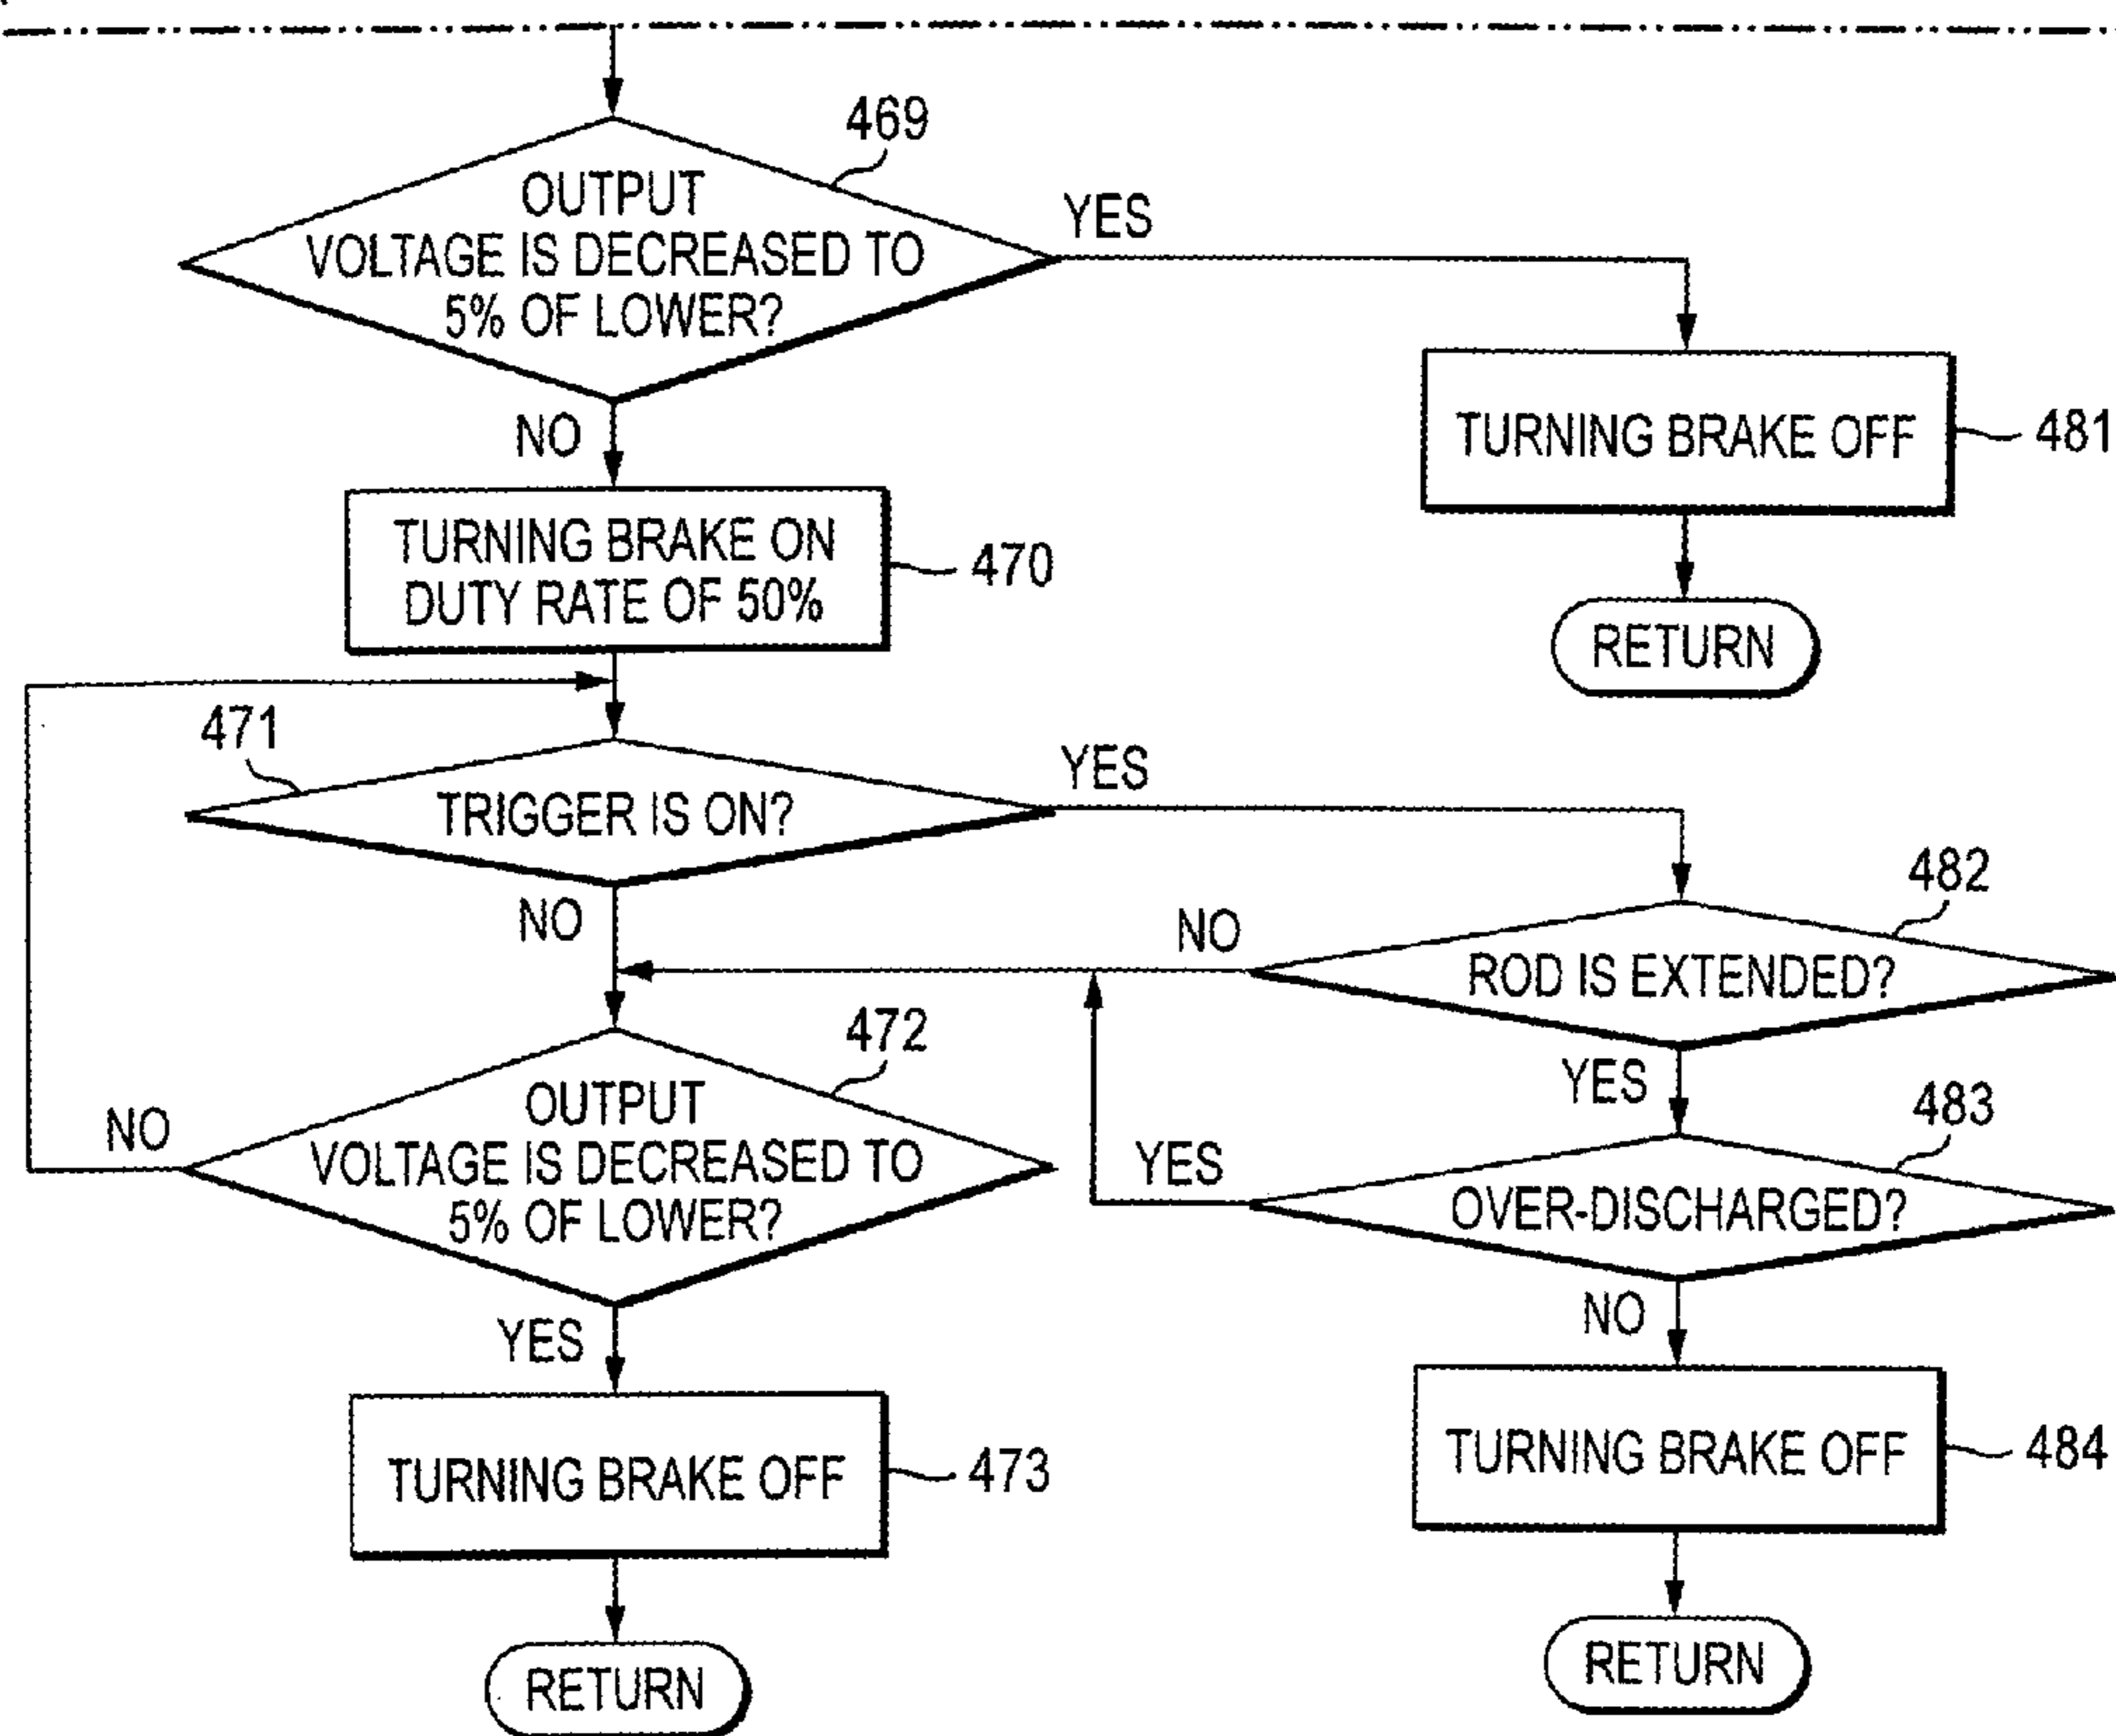 469
OUTPUT
VOLTAGE IS DECREASED TO
5% OF LOWER?
YES
NO
TURNING BRAKE OFF
481
RETURN
TURNING BRAKE ON
DUTY RATE OF 50%
470
471
TRIGGER IS ON?
YES
NO
482
ROD IS EXTENDED?
NO
YES
472
OUTPUT
VOLTAGE IS DECREASED TO
5% OF LOWER?
NO
YES
483
OVER-DISCHARGED?
YES
NO
TURNING BRAKE OFF
473
RETURN
TURNING BRAKE OFF
484
RETURN